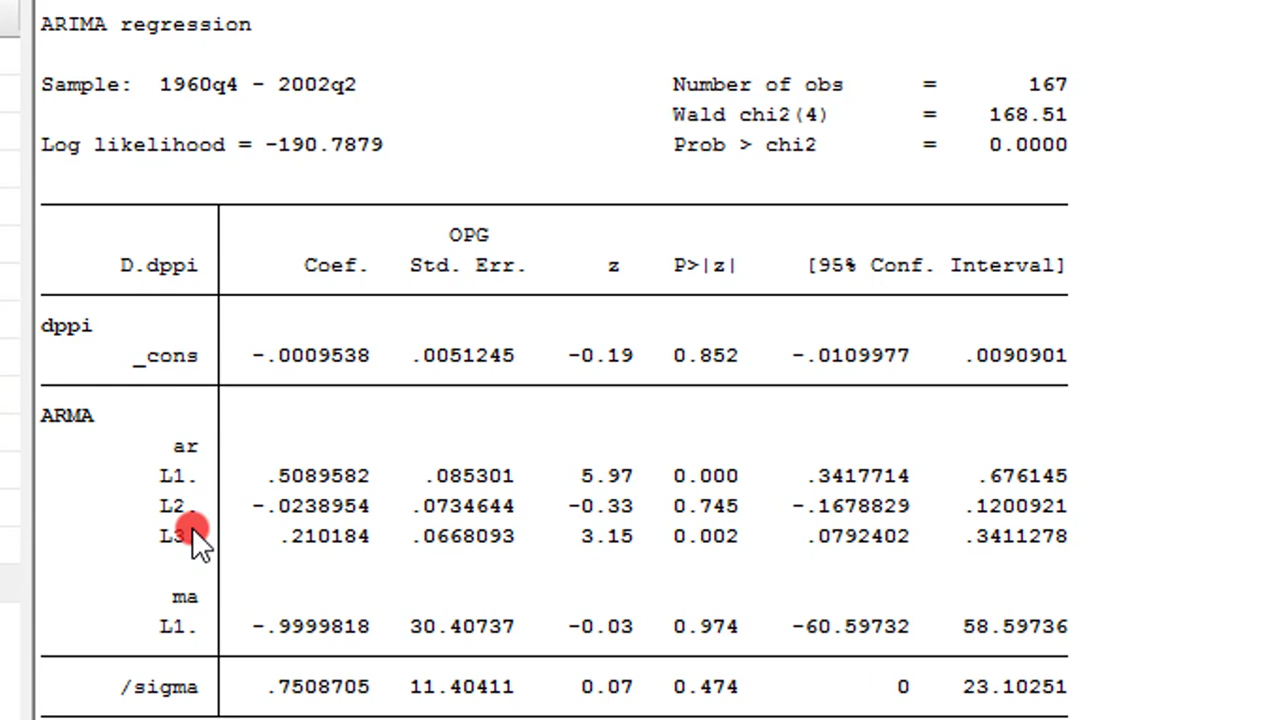 ARIMA regression
Sample: 1960q4 - 2002q2 Number of obs = 167
Wald chi2(4) = 168.51
Log likelihood = -190.7879 Prob > chi2 = 0.0000
OPG
D.dppi Coef. Std. Err. z P>|z| [95% Conf. Interval]
dppi
_cons -.0009538 .0051245 -0.19 0.852 -.0109977 .0090901
ARMA
ar
L1. .5089582 .085301 5.97 0.000 .3417714 .676145
L2. -.0238954 .0734644 -0.33 0.745 -.1678829 .1200921
L3. .210184 .0668093 3.15 0.002 .0792402 .3411278
ma
L1. -.9999818 30.40737 -0.03 0.974 -60.59732 58.59736
/sigma .7508705 11.40411 0.07 0.474 0 23.10251